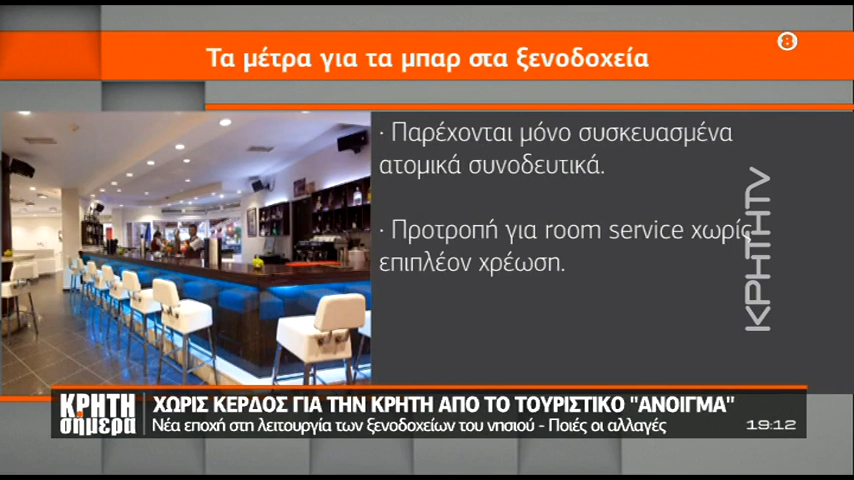 Τα μέτρα για τα μπαρ στα ξενοδοχεία
8
· Παρέχονται μόνο συσκευασμένα
ατομικά συνοδευτικά.
· Προτροπή για room service χωρίς
επιπλέον χρέωση.
ΚΡΗΤΗTV
ΚΡΗΤΗ
σήμερα
ΧΩΡΙΣ ΚΕΡΔΟΣ ΓΙΑ ΤΗΝ ΚΡΗΤΗ ΑΠΟ ΤΟ ΤΟΥΡΙΣΤΙΚΟ "ΑΝΟΙΓΜΑ"
Νέα εποχή στη λειτουργία των ξενοδοχείων του νησιού - Ποιές οι αλλαγές
19:12